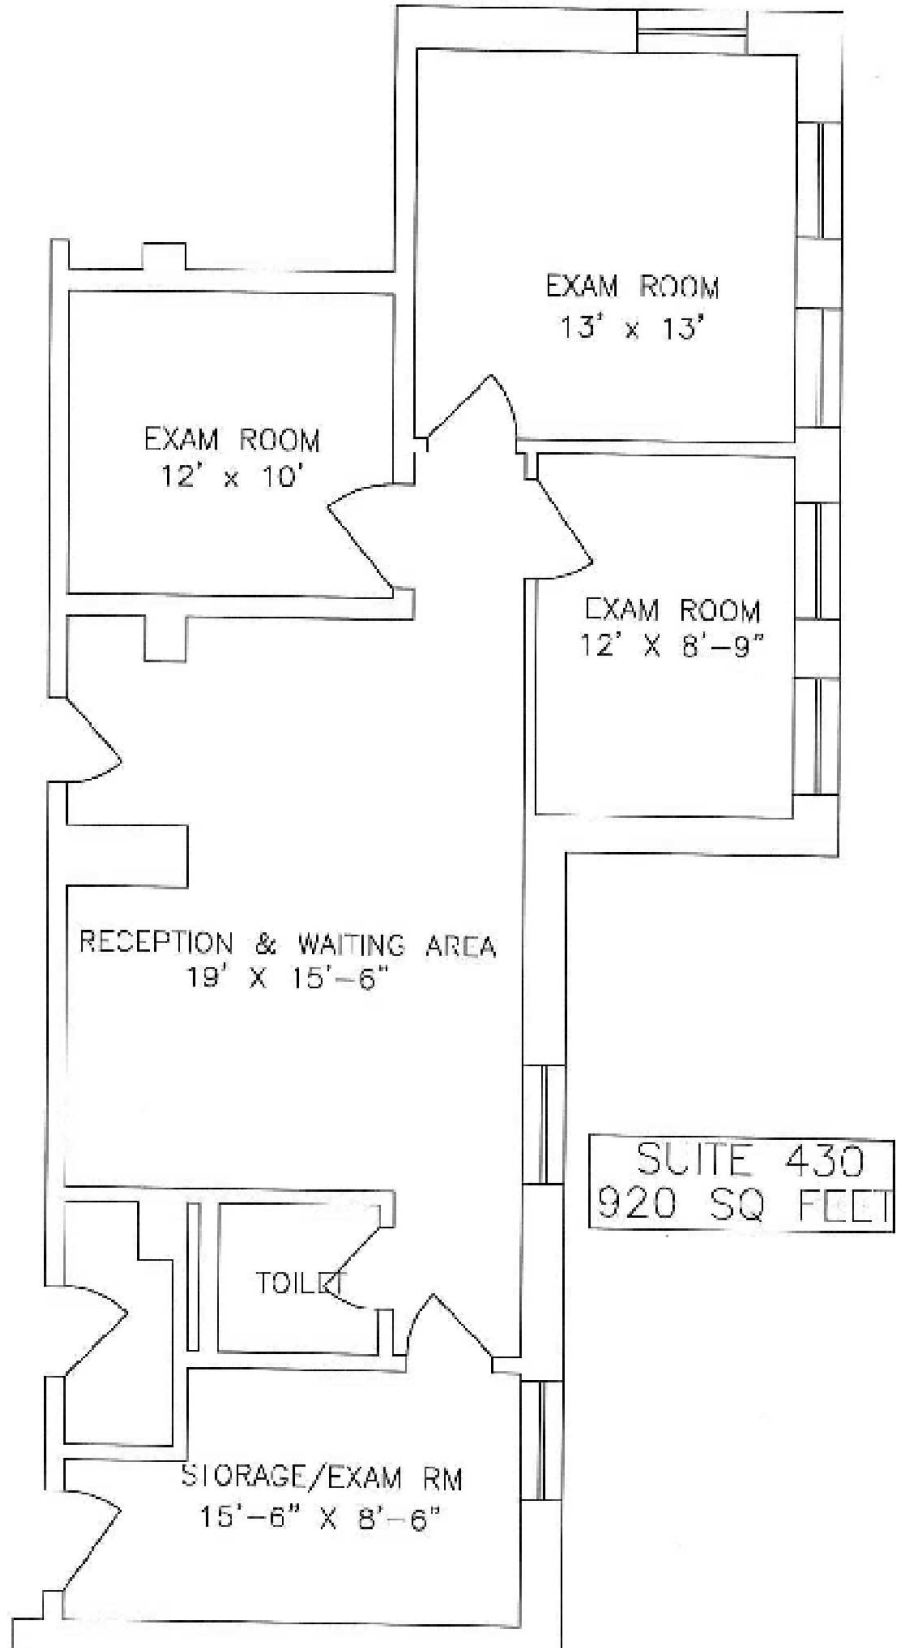 EXAM ROOM
13' x 13'
EXAM ROOM
12' x 10'
EXAM ROOM
12' X 8'-9"
RECEPTION & WAITING AREA
19' X 15'-6"
SUITE 430
920 SQ FEET
TOILET
STORAGE/EXAM RM
15'-6" X 8'-6"